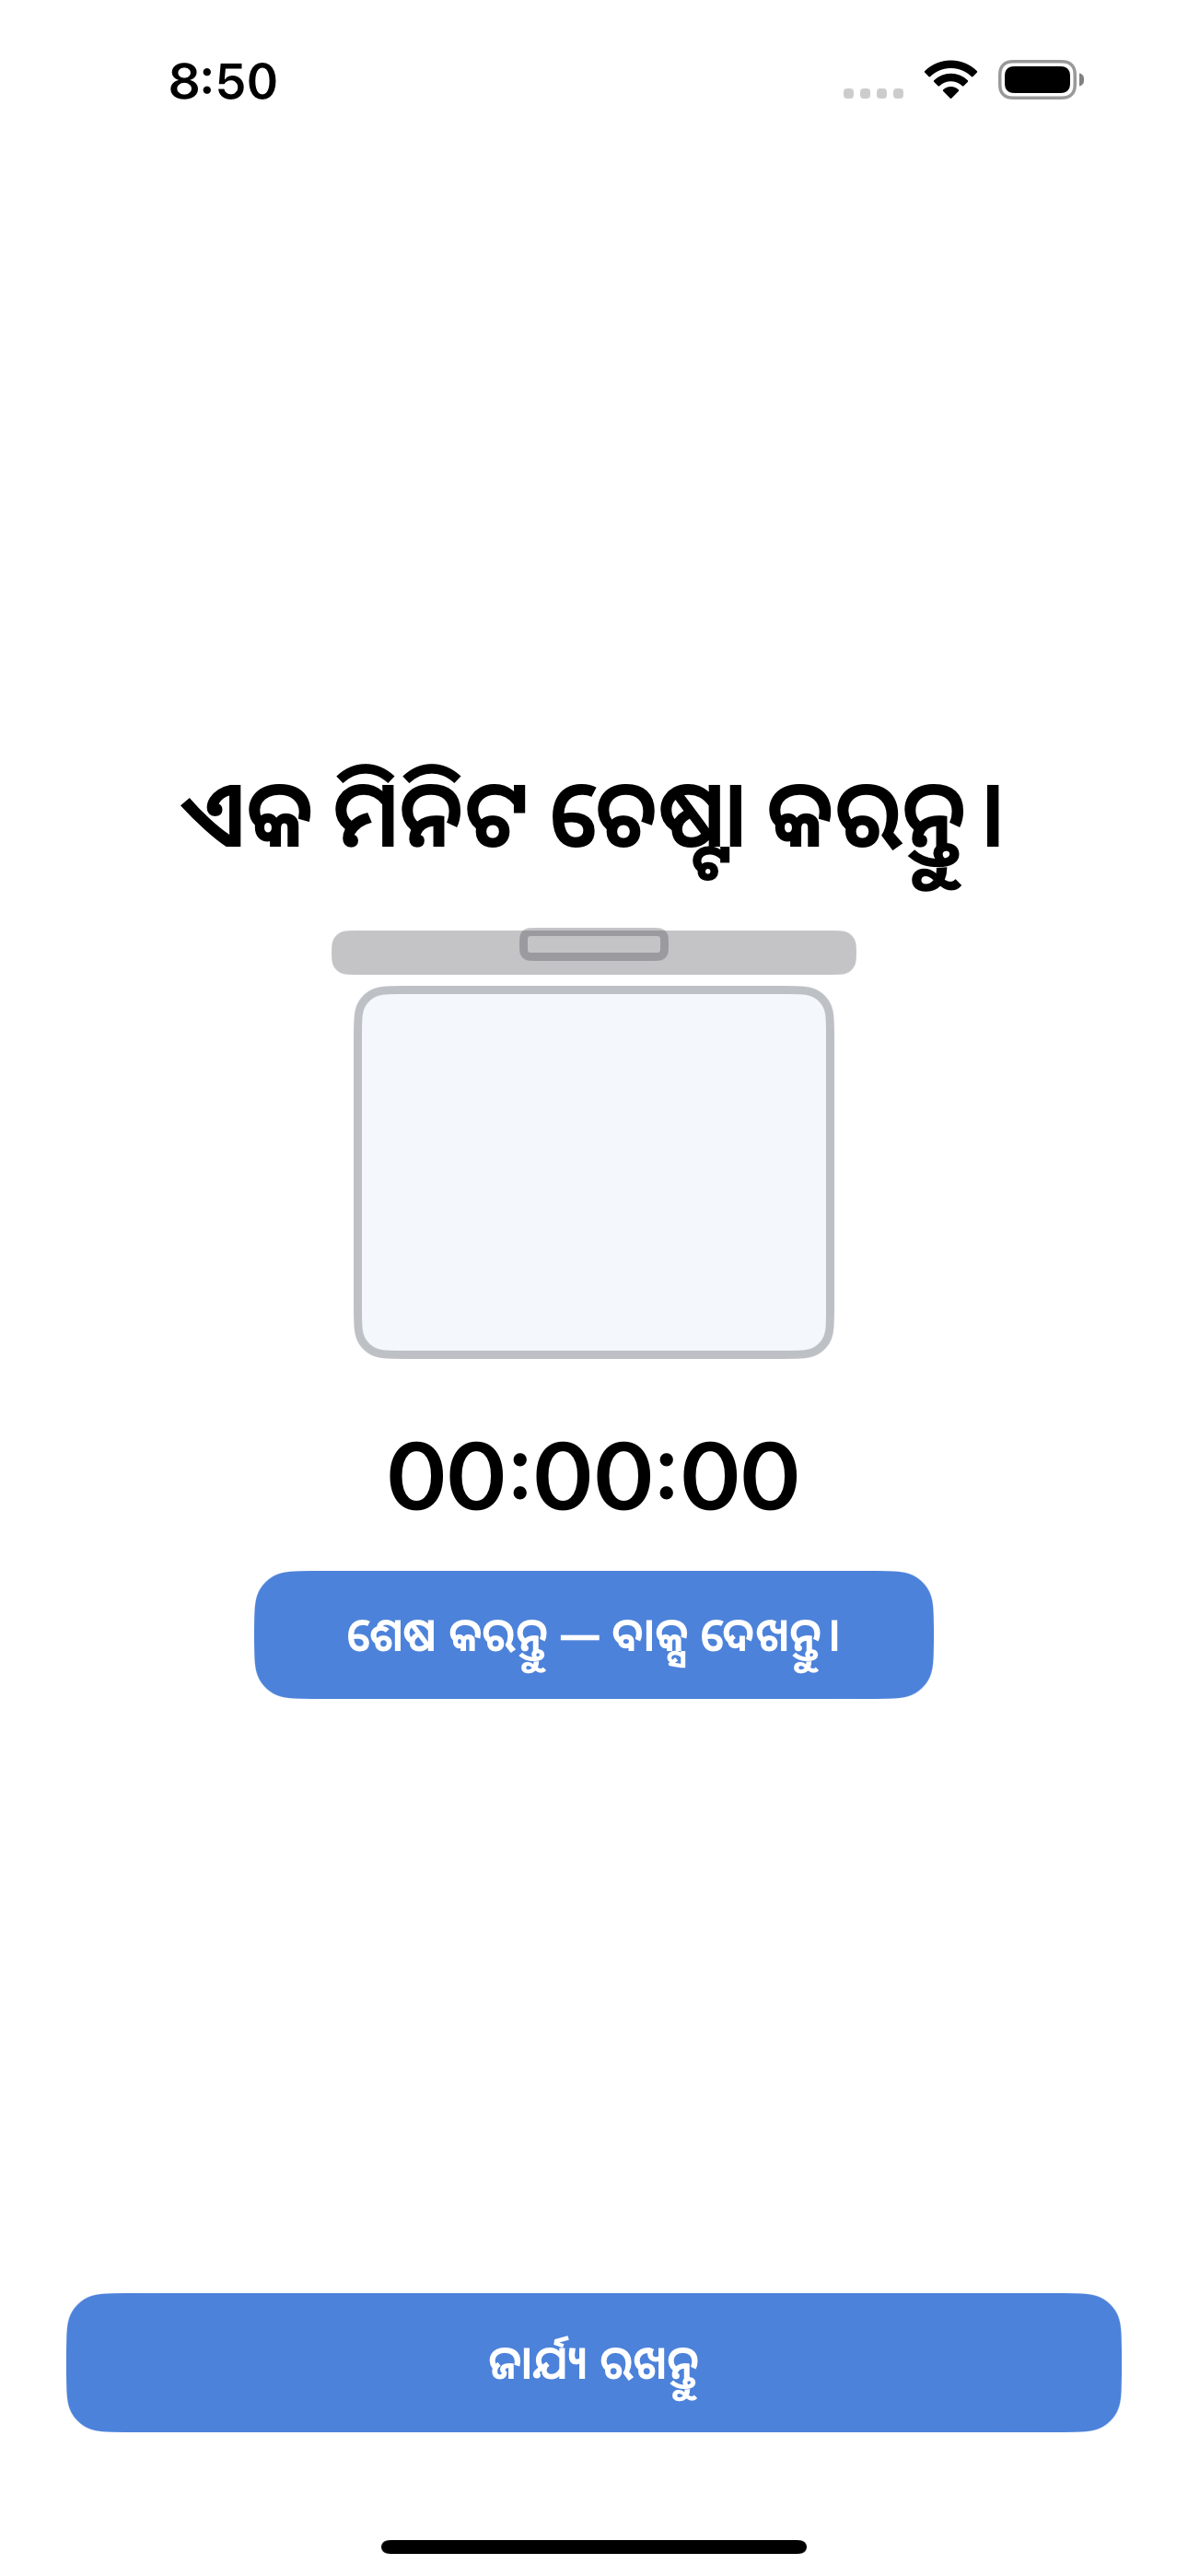 8:50
ଏକ ମିନିଟ ଚେଷ୍ଟା କରନ୍ତୁ।
00:00:00
ଶେଷ କରନ୍ତୁ — ବାକ୍ସ ଦେଖନ୍ତୁ।
ଜାର୍ଯ୍ୟ ରଖନ୍ତୁ